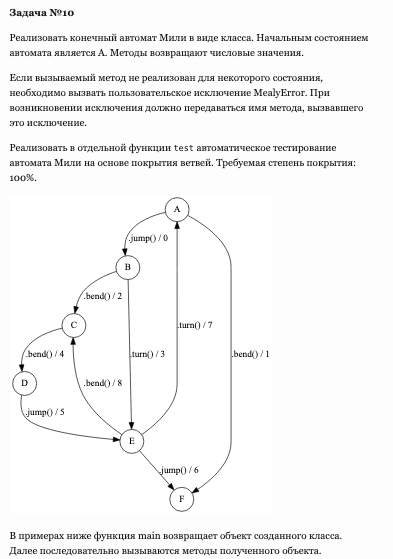 Задача №10
Реализовать конечный автомат Мили в виде класса. Начальным состоянием
автомата является A. Методы возвращают числовые значения.
Если вызываемый метод не реализован для некоторого состояния,
необходимо вызвать пользовательское исключение MealyError. При
возникновении исключения должно передаваться имя метода, вызвавшего
это исключение.
Реализовать в отдельной функции test автоматическое тестирование
автомата Мили на основе покрытия ветвей. Требуемая степень покрытия:
100%.
A
.jump() / 0
B
.bend() / 2
C
.turn() / 7
.bend() / 4
.turn() / 3
.bend() / 1
D
.bend() / 8
.jump() / 5
E
.jump() / 6
F
В примерах ниже функция main возвращает объект созданного класса.
Далее последовательно вызываются методы полученного объекта.